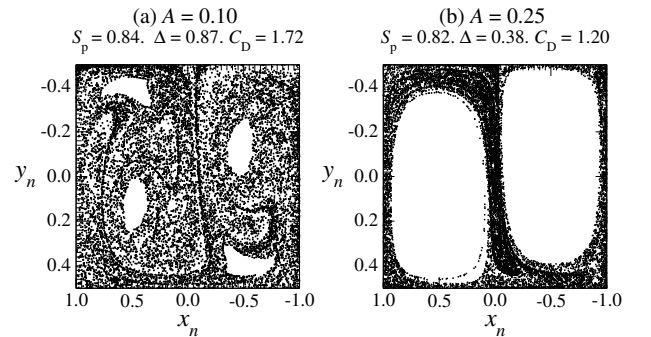 (a) A = 0.10
S_p = 0.84. Δ = 0.87. C_D = 1.72
(b) A = 0.25
S_p = 0.82. Δ = 0.38. C_D = 1.20
-0.4
-0.2
0.0
0.2
0.4
y_n
1.0 0.5 0.0 -0.5 -1.0
x_n
-0.4
-0.2
0.0
0.2
0.4
y_n
1.0 0.5 0.0 -0.5 -1.0
x_n